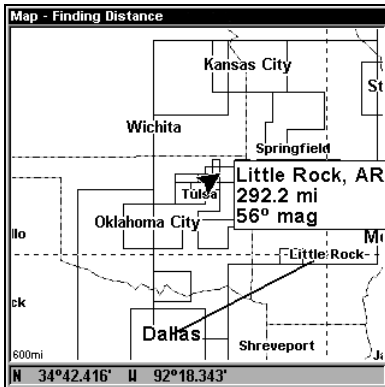 Map - Finding Distance
Kansas City
St
Wichita
Springfield
Little Rock, AR
292.2 mi
56º mag
Tulsa
Oklahoma City
llo
Mo
Little Rock
ck
Dallas
Shreveport
600mi
Ja
N 34º42.416' W 92º18.343'